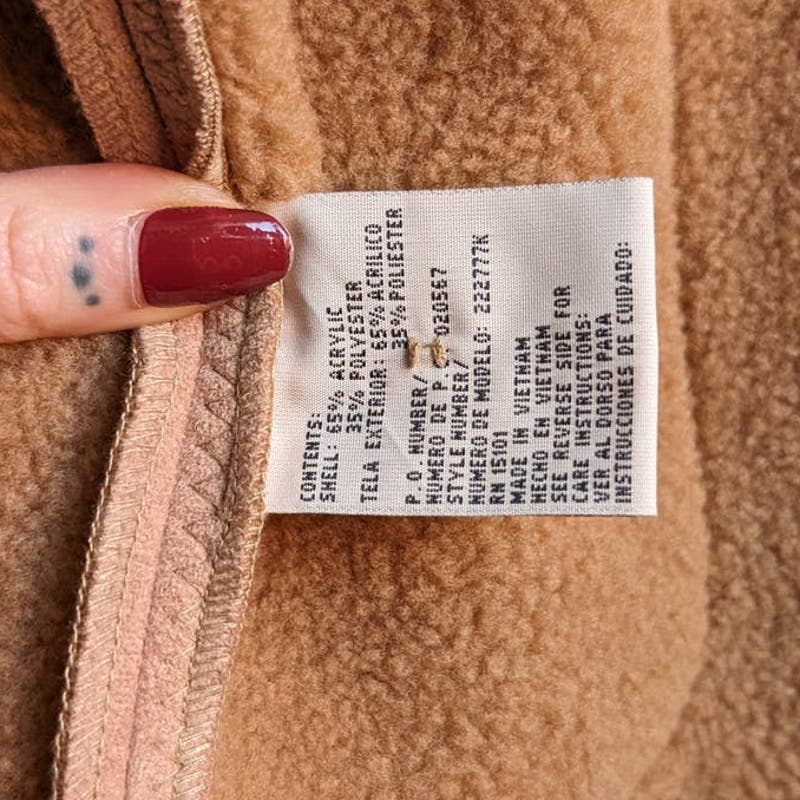 CONTENTS:
SHELL: 65% ACRYLIC
35% POLYESTER
TELA EXTERIOR: 65% ACRILICO
35% POLIESTER
P.O. NUMBER/
NUMERO DE P. 020567
STYLE NUMBER/
NUMERO DE MODELO: 222777K
RN 15101
MADE IN VIETNAM
HECHO EN VIETNAM
SEE REVERSE SIDE FOR
CARE INSTRUCTIONS:
VER AL DORSO PARA
INSTRUCCIONES DE CUIDADO: